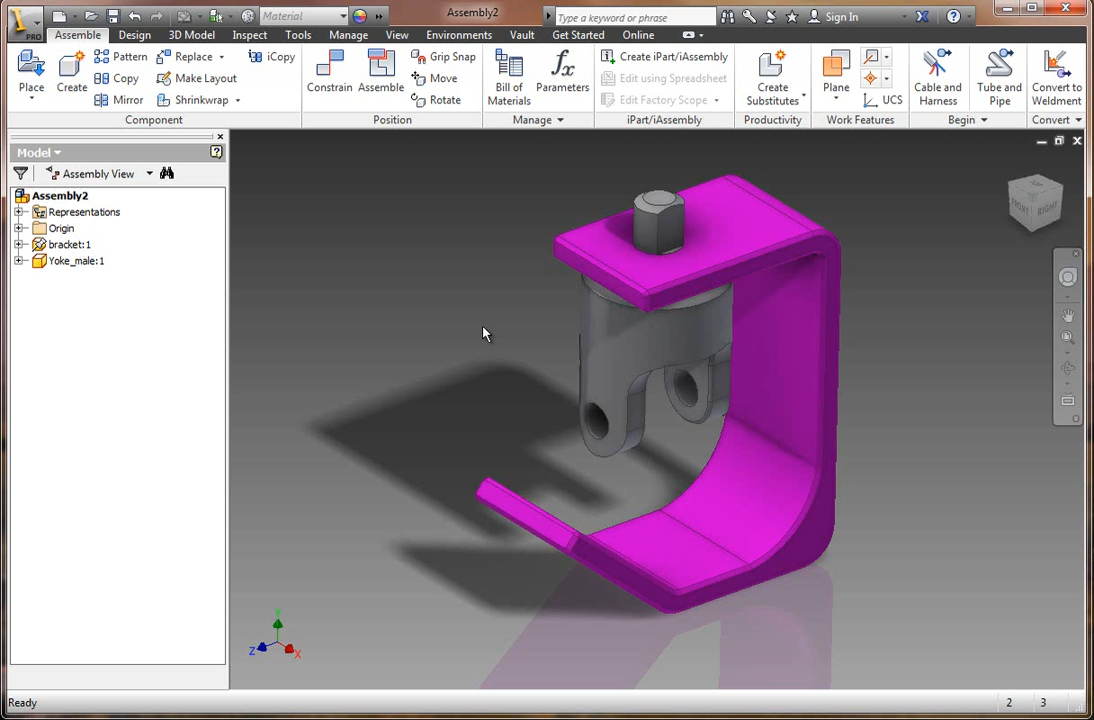 Material
Assembly2
Type a keyword or phrase
Sign In
PRO
Assemble Design 3D Model Inspect Tools Manage View Environments Vault Get Started Online
Place
Create
Pattern
Copy
Mirror
Replace
Make Layout
Shrinkwrap
iCopy
Component
Constrain
Assemble
Grip Snap
Move
Rotate
Position
Bill of
Materials
Parameters
Manage
Create iPart/iAssembly
Edit using Spreadsheet
Edit Factory Scope
iPart/iAssembly
Create
Substitutes
Productivity
Plane
UCS
Work Features
Cable and
Harness
Tube and
Pipe
Begin
Convert to
Weldment
Convert
Model
Assembly View
Assembly2
Representations
Origin
bracket:1
Yoke_male:1
FRONT
RIGHT
Y
Z
X
Ready
2 3